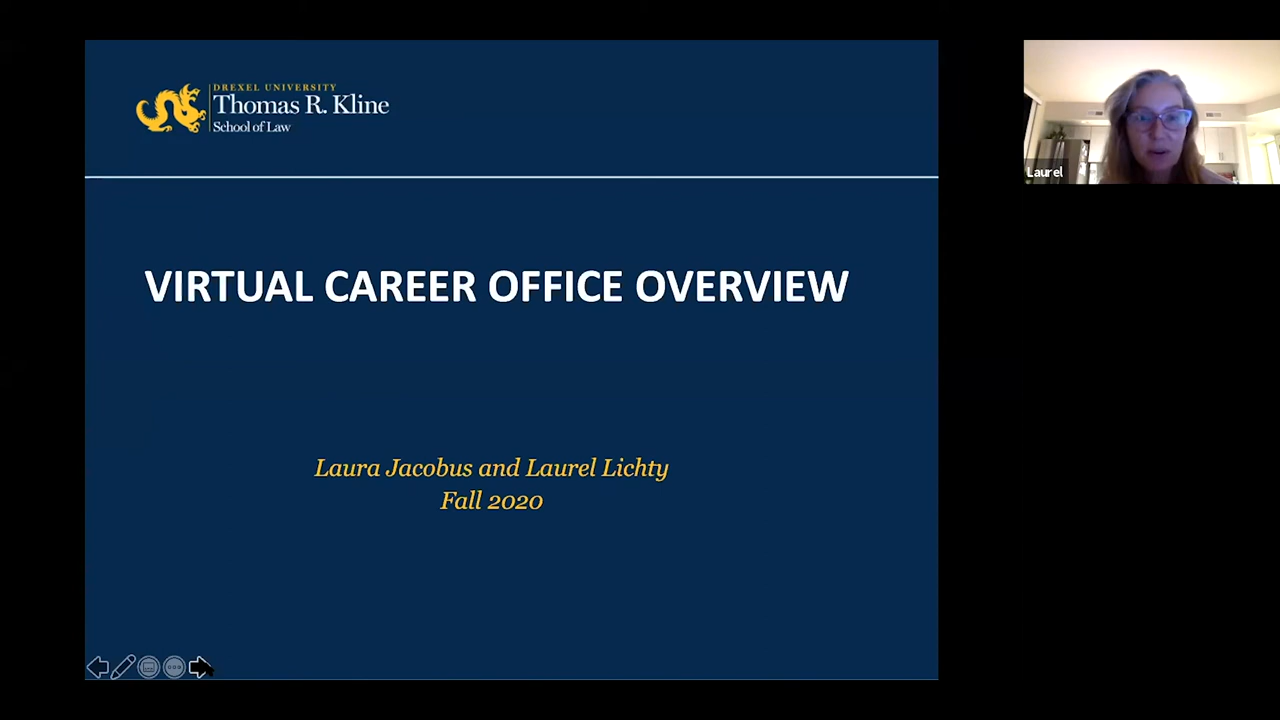 DREXEL UNIVERSITY
Thomas R. Kline
School of Law
VIRTUAL CAREER OFFICE OVERVIEW
Laura Jacobus and Laurel Lichty
Fall 2020
Laurel